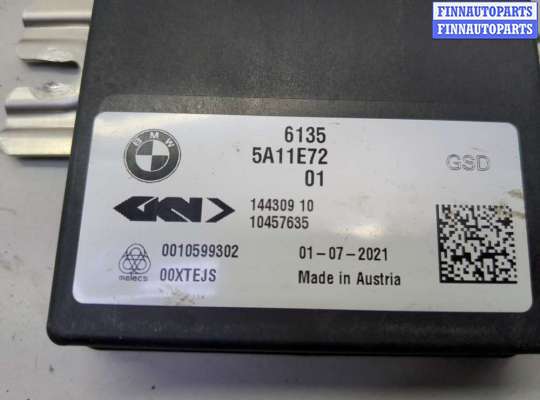 FINNAUTOPARTS
FINNAUTOPARTS
BMW
6135
5A11E72
01
GSD
GKN
144309 10
10457635
melecs
0010599302
00XTEJS
01-07-2021
Made in Austria